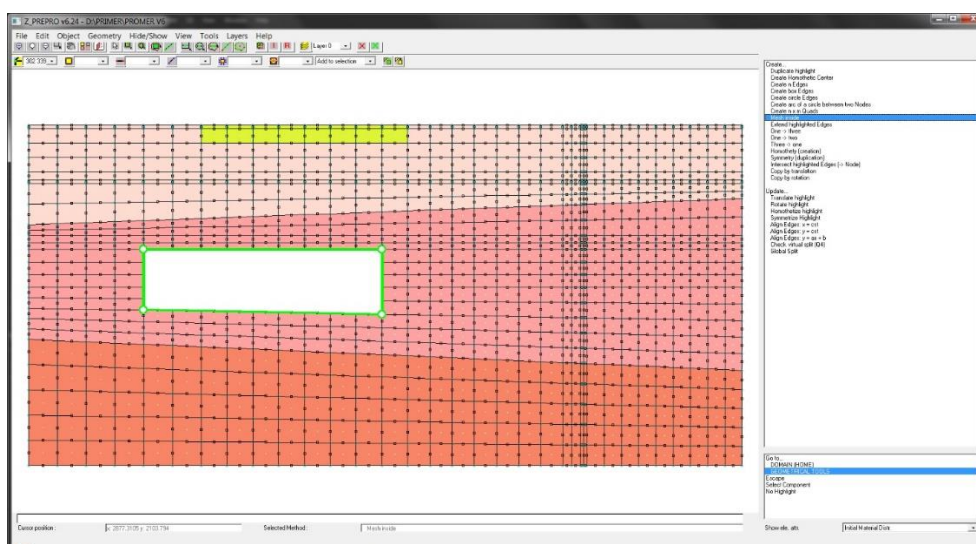 Z_PREPRO v6.24 - D:\PRIMER\PROMER V6
File Edit Object Geometry Hide/Show View Tools Layers Help
Layer 0
382 339
Add to selection
Create...
Duplicate highlight
Create Homothetic Center
Create n Edges
Create box Edges
Create circle Edges
Create arc of a circle between two Nodes
Create n x m Quads
Mesh inside
Extend highlighted Edges
One -> three
One -> two
Three -> one
Homothety (creation)
Symmetry (duplication)
Intersect highlighted Edges (-> Node)
Copy by translation
Copy by rotation
Update...
Translate highlight
Rotate highlight
Homothetize highlight
Symmetrize Highlight
Align Edges: x = cst
Align Edges: y = cst
Align Edges: y = ax + b
Check virtual split (Q4)
Global Split
Go to...
DOMAIN (HOME)
GEOMETRICAL TOOLS
Escape
Select Component
No Highlight
Cursor position :
Selected Method:
Mesh inside
Show ele. attr.
Initial Material Distr